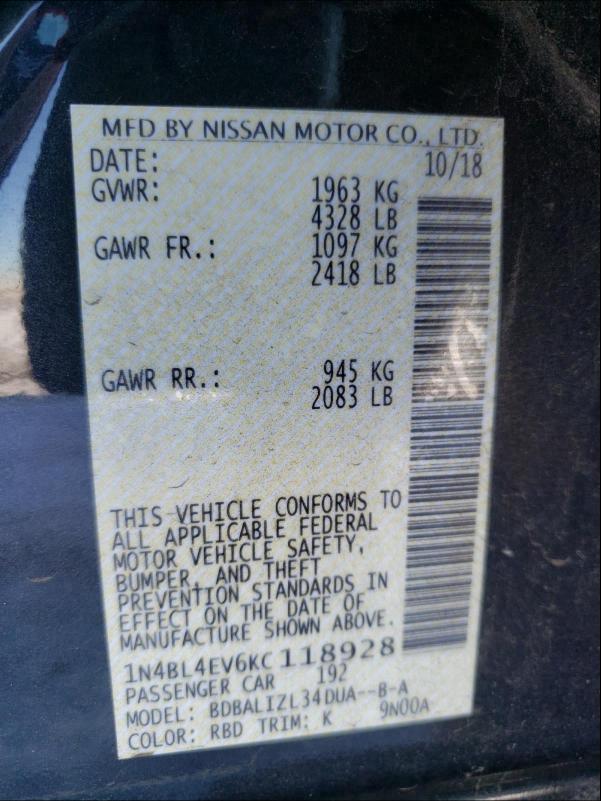 MFD BY NISSAN MOTOR CO., LTD.
DATE: 10/18
GVWR: 1963 KG
4328 LB
GAWR FR.: 1097 KG
2418 LB
GAWR RR.: 945 KG
2083 LB
THIS VEHICLE CONFORMS TO
ALL APPLICABLE FEDERAL
MOTOR VEHICLE SAFETY,
BUMPER, AND THEFT
PREVENTION STANDARDS IN
EFFECT ON THE DATE OF
MANUFACTURE SHOWN ABOVE.
1N4BL4EV6KC118928
PASSENGER CAR 192
MODEL: BDBALIZL34DUA--B-A
COLOR: RBD TRIM: K 9N00A